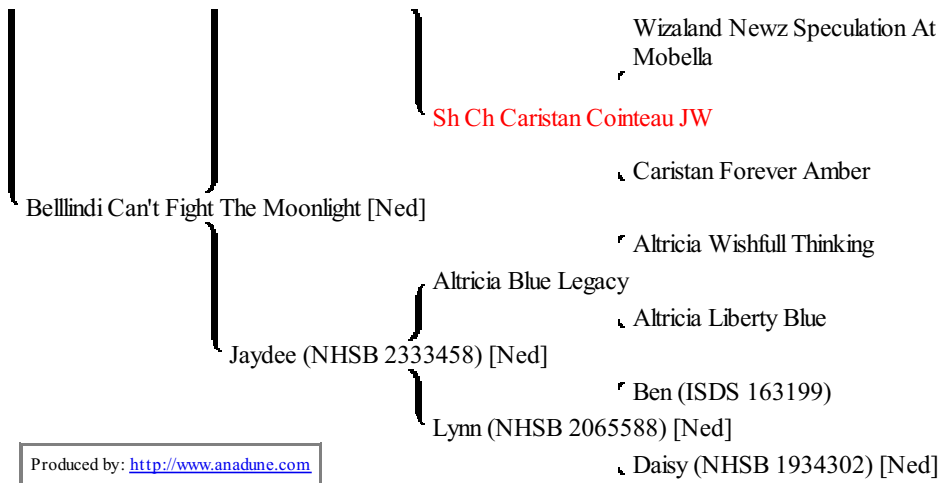 Wizaland Newz Speculation At
Mobella
Sh Ch Caristan Cointeau JW
Caristan Forever Amber
Belllindi Can't Fight The Moonlight [Ned]
Altricia Wishfull Thinking
Altricia Blue Legacy
Altricia Liberty Blue
Jaydee (NHSB 2333458) [Ned]
Ben (ISDS 163199)
Lynn (NHSB 2065588) [Ned]
Produced by: http://www.anadune.com
Daisy (NHSB 1934302) [Ned]